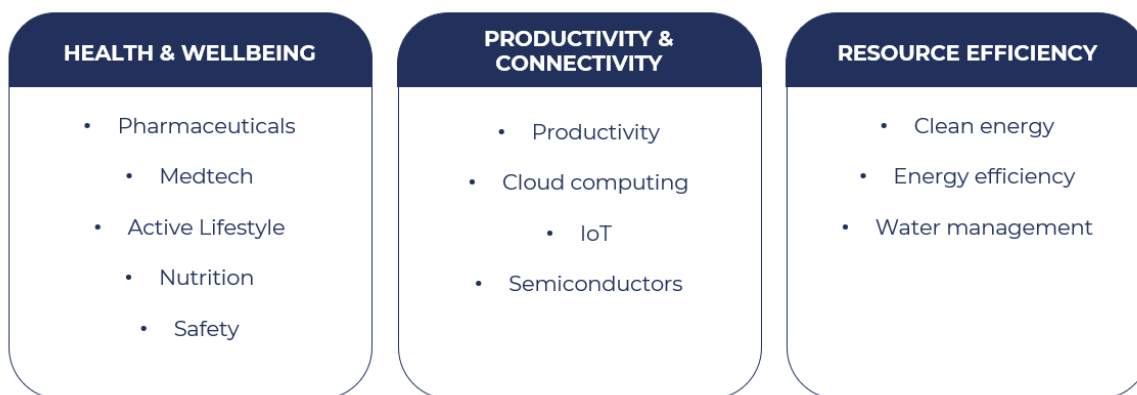 HEALTH & WELLBEING
• Pharmaceuticals
• Medtech
• Active Lifestyle
• Nutrition
• Safety
PRODUCTIVITY &
CONNECTIVITY
• Productivity
• Cloud computing
• IoT
• Semiconductors
RESOURCE EFFICIENCY
• Clean energy
• Energy efficiency
• Water management